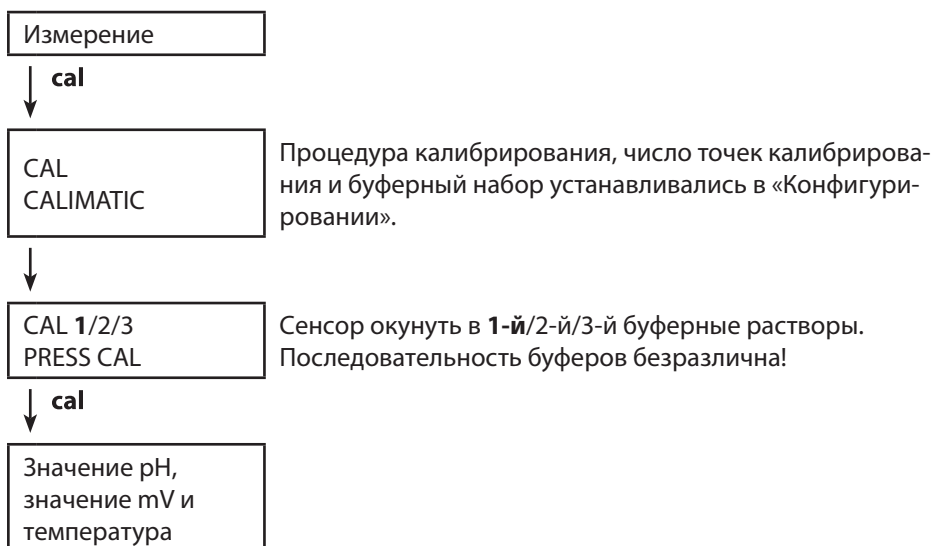 Измерение
cal
CAL
CALIMATIC
Процедура калибрирования, число точек калибрирова-
ния и буферный набор устанавливались в «Конфигури-
ровании».
CAL 1/2/3
PRESS CAL
Сенсор окунуть в 1-й/2-й/3-й буферные растворы.
Последовательность буферов безразлична!
cal
Значение pH,
значение mV и
температура